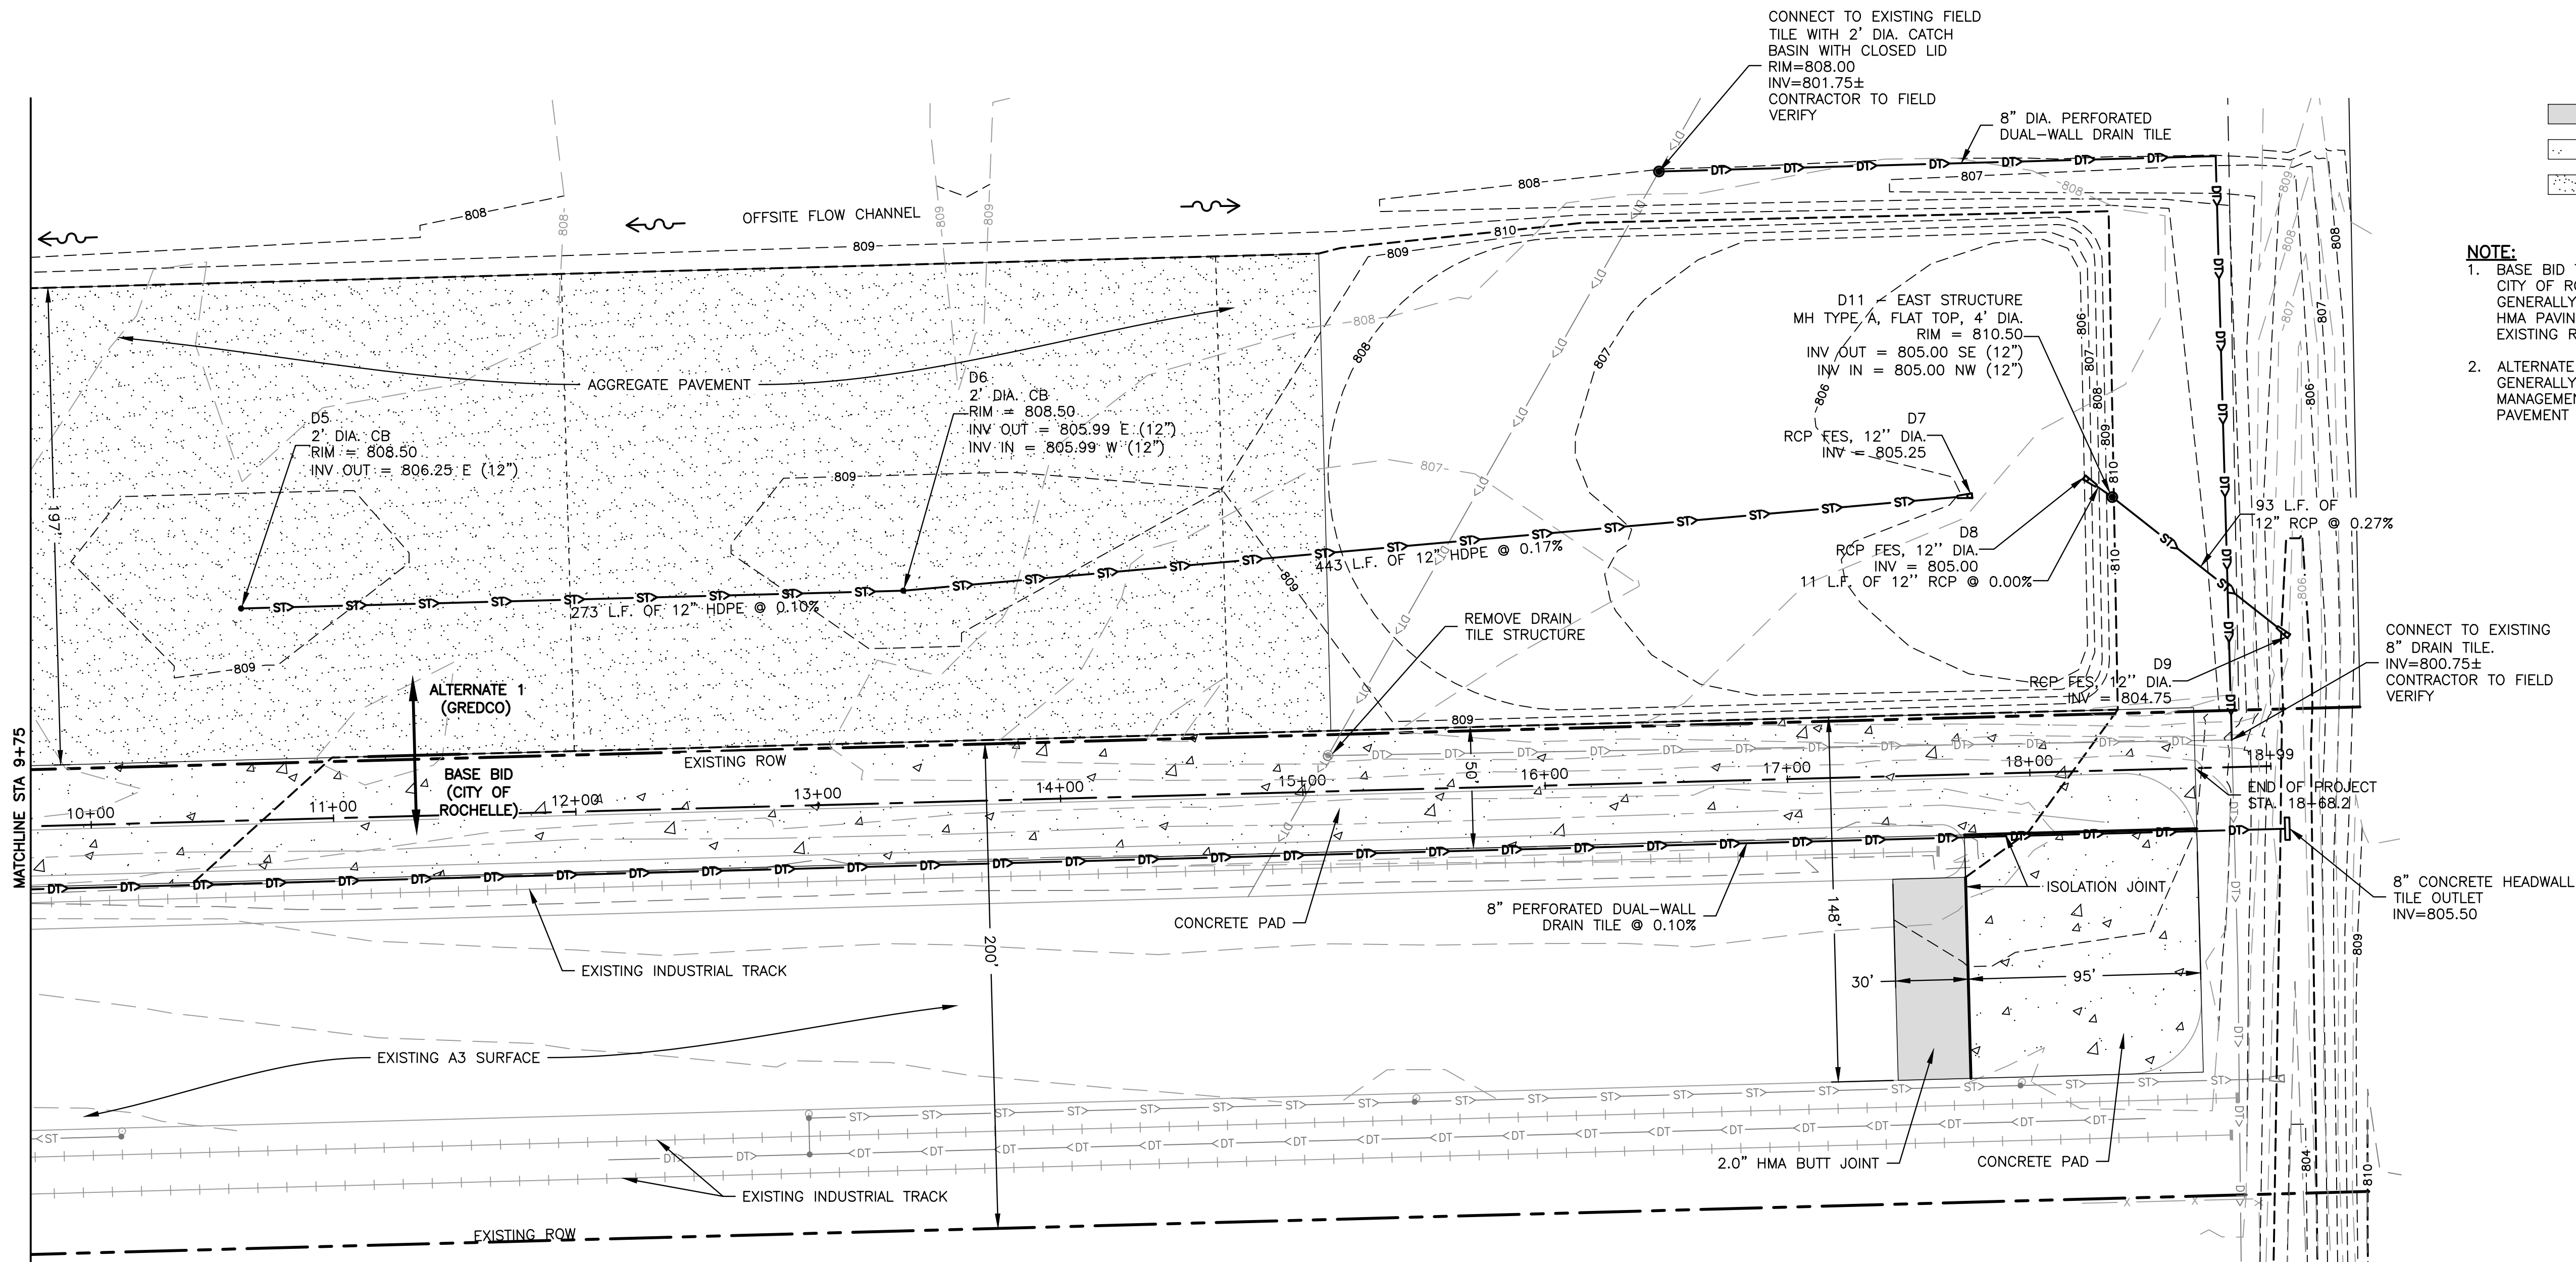 CONNECT TO EXISTING FIELD
TILE WITH 2' DIA. CATCH
BASIN WITH CLOSED LID
RIM=808.00
INV=801.75±
CONTRACTOR TO FIELD
VERIFY
8" DIA. PERFORATED
DUAL-WALL DRAIN TILE
OFFSITE FLOW CHANNEL
NOTE:
1. BASE BID
CITY OF
GENERALLY
HMA
EXISTING
2. ALTERNATE
GENERALLY
PAVEMENT
D11 - EAST STRUCTURE
MH TYPE A, FLAT TOP, 4' DIA.
RIM = 810.50
INV OUT = 805.00 SE (12")
INV IN = 805.00 NW (12")
AGGREGATE PAVEMENT
D6
2' DIA. CB
RIM = 808.50
INV OUT = 805.99 E (12")
INV IN = 805.99 W (12")
D5
2' DIA. CB
RIM = 808.50
INV OUT = 806.25 E (12")
D7
RCP FES, 12'' DIA.
INV = 805.25
D8
RCP FES, 12'' DIA.
INV = 805.00
11 L.F. OF 12'' RCP @ 0.00%
93 L.F. OF
12" RCP @ 0.27%
443 L.F. OF 12" HDPE @ 0.17%
273 L.F. OF 12" HDPE @ 0.10%
197'
REMOVE DRAIN
TILE STRUCTURE
CONNECT TO EXISTING
8" DRAIN TILE.
INV=800.75±
CONTRACTOR TO FIELD
VERIFY
D9
RCP FES, 12'' DIA.
INV = 804.75
ALTERNATE 1
(GREDCO)
BASE BID
(CITY OF
ROCHELLE)
EXISTING ROW
MATCHLINE STA 9+75
10+00
11+00
12+00
13+00
14+00
15+00
16+00
17+00
18+00
18+99
END OF PROJECT
STA. 18+68.2
50'
148'
200'
ISOLATION JOINT
8" CONCRETE HEADWALL
TILE OUTLET
INV=805.50
CONCRETE PAD
8" PERFORATED DUAL-WALL
DRAIN TILE @ 0.10%
EXISTING INDUSTRIAL TRACK
30'
95'
EXISTING A3 SURFACE
2.0" HMA BUTT JOINT
CONCRETE PAD
EXISTING INDUSTRIAL TRACK
EXISTING ROW
808
809
810
807
806
804
ST
DT